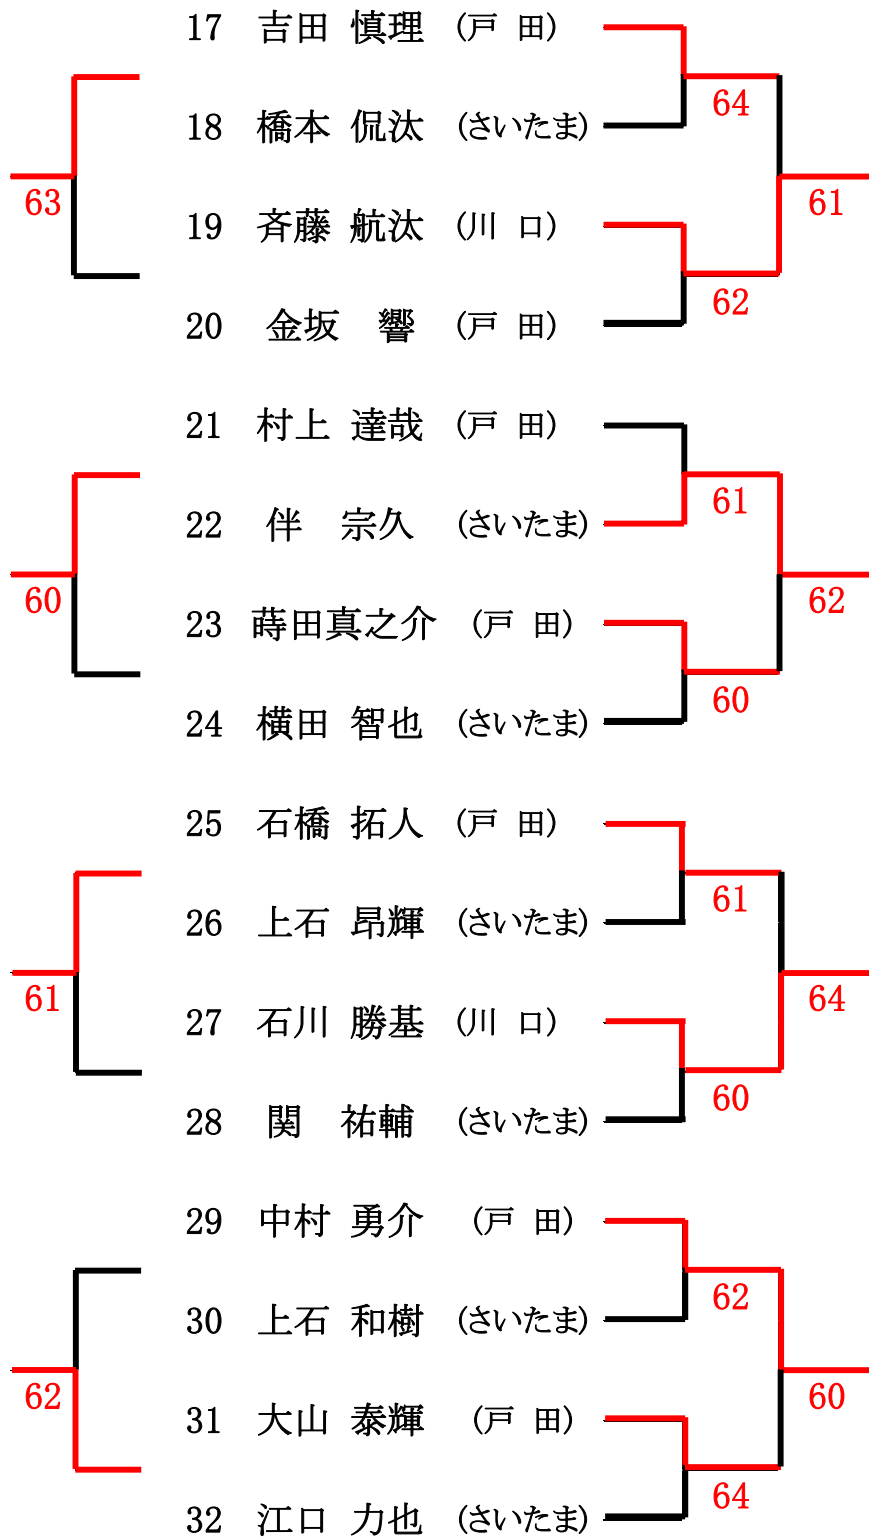 17 吉田 慎理 (戸 田)
64
18 橋本 侃汰 (さいたま)
63
61
19 斉藤 航汰 (川 口)
62
20 金坂 響 (戸 田)
21 村上 達哉 (戸 田)
61
22 伴 宗久 (さいたま)
60
62
23 蒔田真之介 (戸 田)
60
24 横田 智也 (さいたま)
25 石橋 拓人 (戸 田)
61
26 上石 昂輝 (さいたま)
61
64
27 石川 勝基 (川 口)
60
28 関 祐輔 (さいたま)
29 中村 勇介 (戸 田)
62
30 上石 和樹 (さいたま)
62
60
31 大山 泰輝 (戸 田)
64
32 江口 力也 (さいたま)